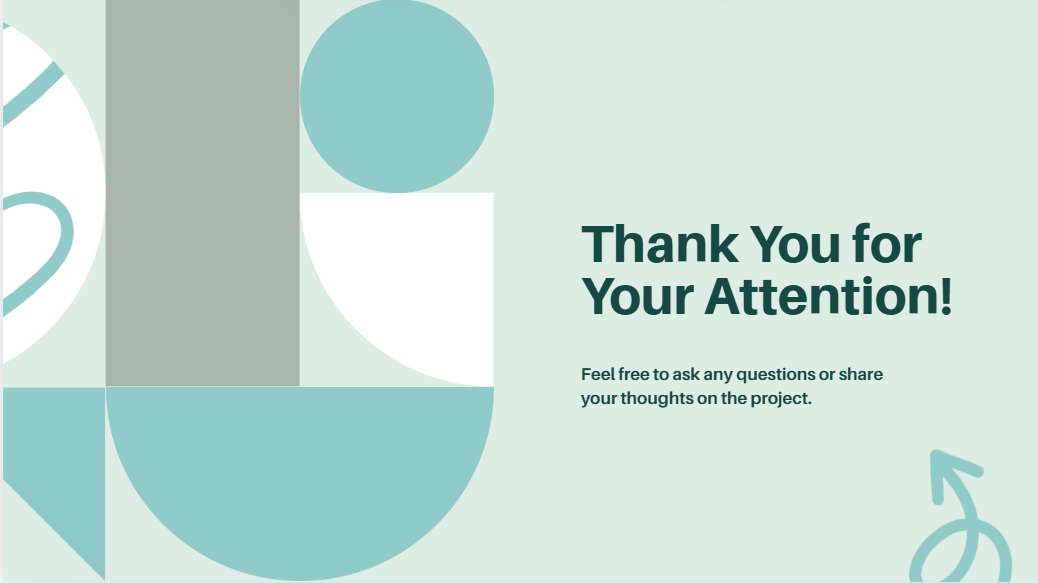 Thank You for
Your Attention!
Feel free to ask any questions or share
your thoughts on the project.